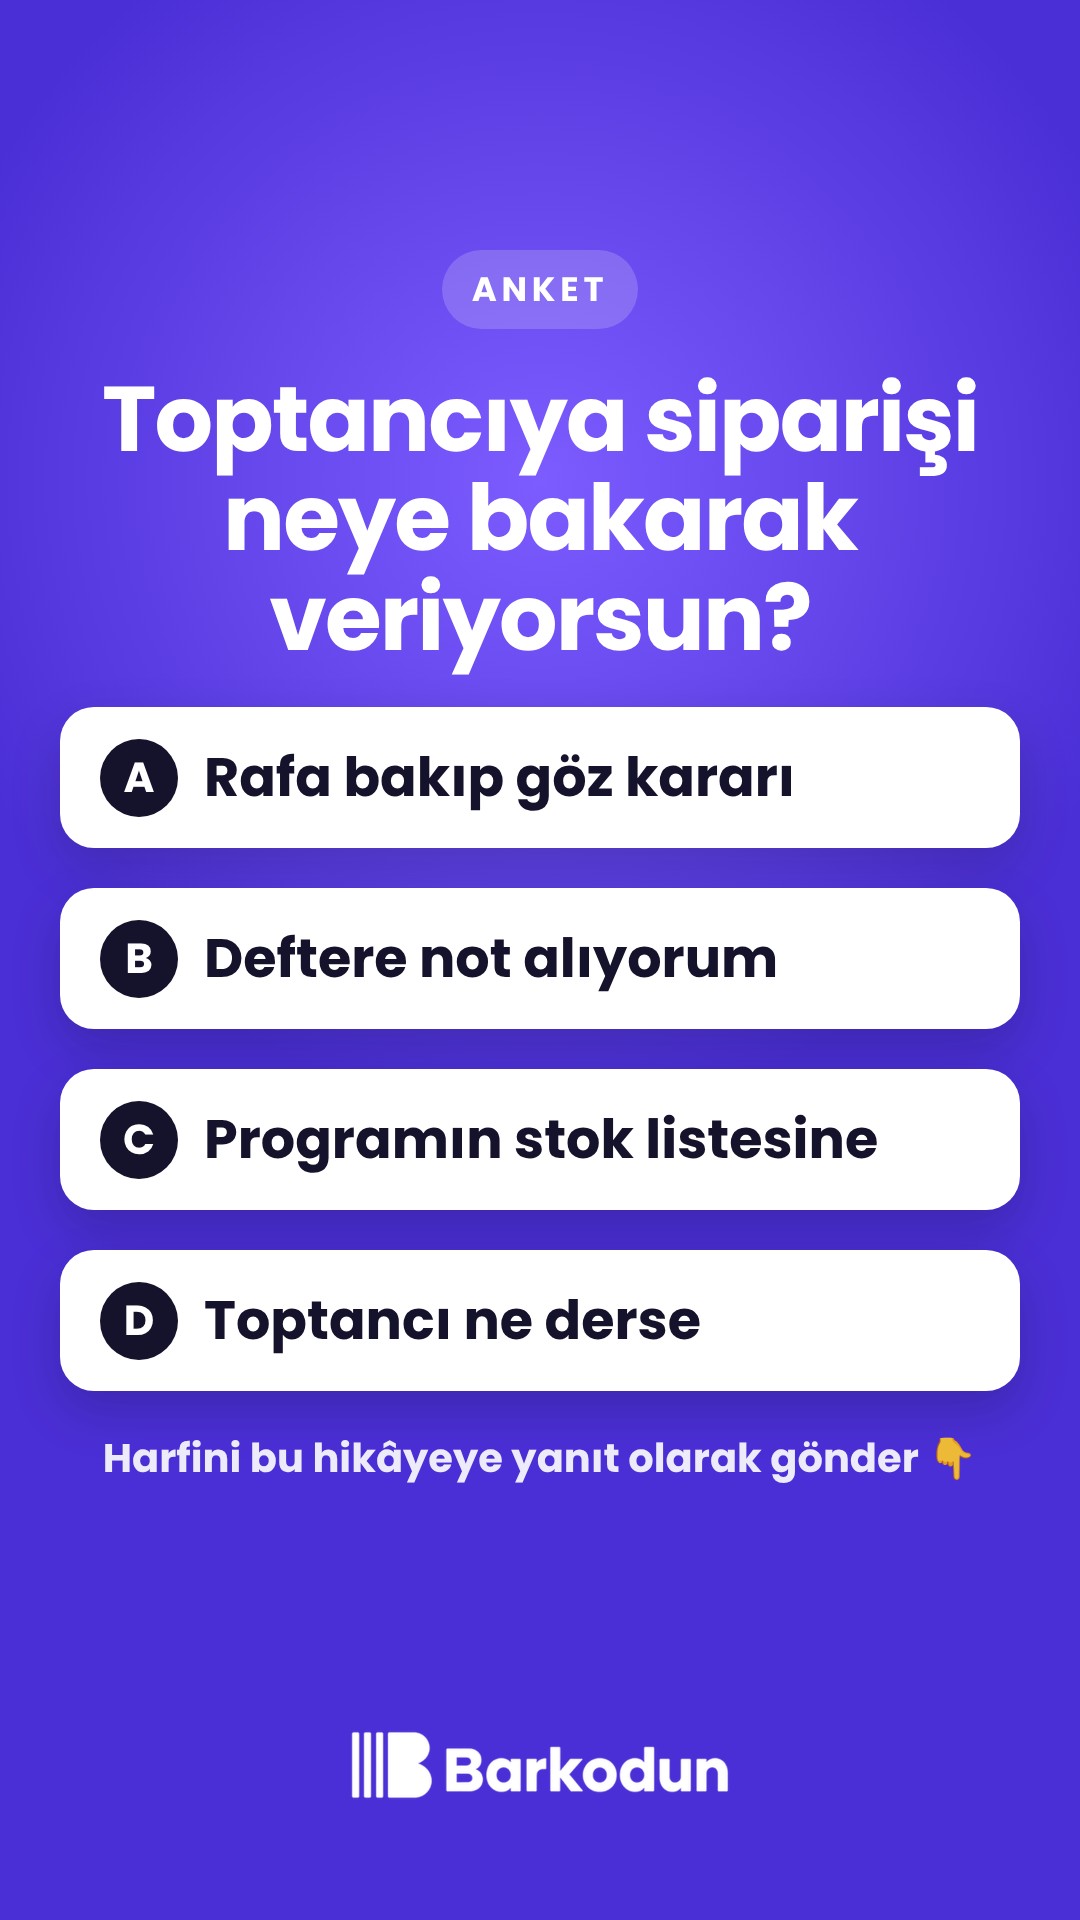 ANKET
Toptancıya siparişi
neye bakarak
veriyorsun?
A Rafa bakıp göz kararı
B Deftere not alıyorum
C Programın stok listesine
D Toptancı ne derse
Harfini bu hikâyeye yanıt olarak gönder 👇
Barkodun